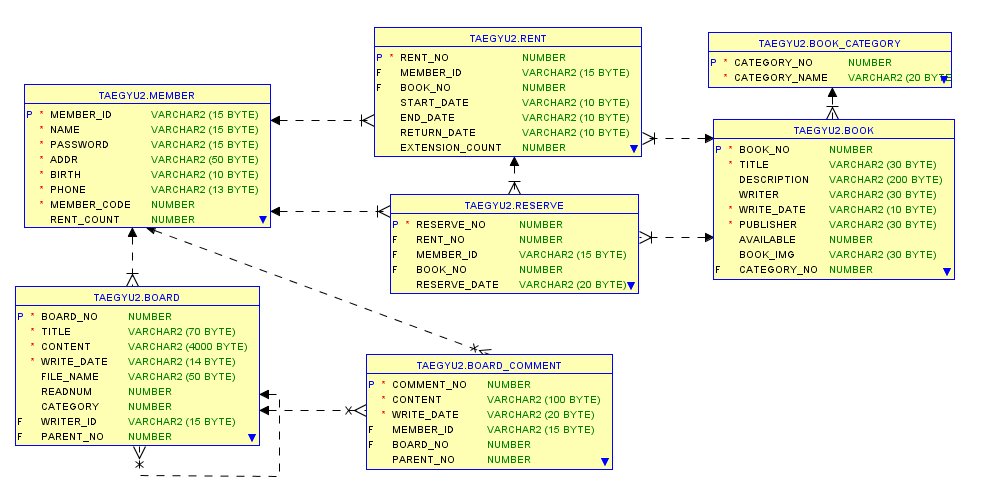 TAEGYU2.RENT
P * RENT_NO NUMBER
F MEMBER_ID VARCHAR2 (15 BYTE)
F BOOK_NO NUMBER
START_DATE VARCHAR2 (10 BYTE)
END_DATE VARCHAR2 (10 BYTE)
RETURN_DATE VARCHAR2 (10 BYTE)
EXTENSION_COUNT NUMBER
TAEGYU2.BOOK_CATEGORY
P * CATEGORY_NO NUMBER
* CATEGORY_NAME VARCHAR2 (20 BYTE
TAEGYU2.MEMBER
P * MEMBER_ID VARCHAR2 (15 BYTE)
* NAME VARCHAR2 (15 BYTE)
* PASSWORD VARCHAR2 (15 BYTE)
* ADDR VARCHAR2 (50 BYTE)
* BIRTH VARCHAR2 (10 BYTE)
* PHONE VARCHAR2 (13 BYTE)
* MEMBER_CODE NUMBER
RENT_COUNT NUMBER
TAEGYU2.BOOK
P * BOOK_NO NUMBER
* TITLE VARCHAR2 (30 BYTE)
DESCRIPTION VARCHAR2 (200 BYTE)
WRITER VARCHAR2 (30 BYTE)
* WRITE_DATE VARCHAR2 (10 BYTE)
* PUBLISHER VARCHAR2 (30 BYTE)
AVAILABLE NUMBER
BOOK_IMG VARCHAR2 (30 BYTE)
F CATEGORY_NO NUMBER
TAEGYU2.RESERVE
P * RESERVE_NO NUMBER
F RENT_NO NUMBER
F MEMBER_ID VARCHAR2 (15 BYTE)
F BOOK_NO NUMBER
RESERVE_DATE VARCHAR2 (20 BYTE)
TAEGYU2.BOARD
P * BOARD_NO NUMBER
* TITLE VARCHAR2 (70 BYTE)
* CONTENT VARCHAR2 (4000 BYTE)
* WRITE_DATE VARCHAR2 (14 BYTE)
FILE_NAME VARCHAR2 (50 BYTE)
READNUM NUMBER
CATEGORY NUMBER
F WRITER_ID VARCHAR2 (15 BYTE)
F PARENT_NO NUMBER
TAEGYU2.BOARD_COMMENT
P * COMMENT_NO NUMBER
* CONTENT VARCHAR2 (100 BYTE)
* WRITE_DATE VARCHAR2 (20 BYTE)
F MEMBER_ID VARCHAR2 (15 BYTE)
F BOARD_NO NUMBER
PARENT_NO NUMBER